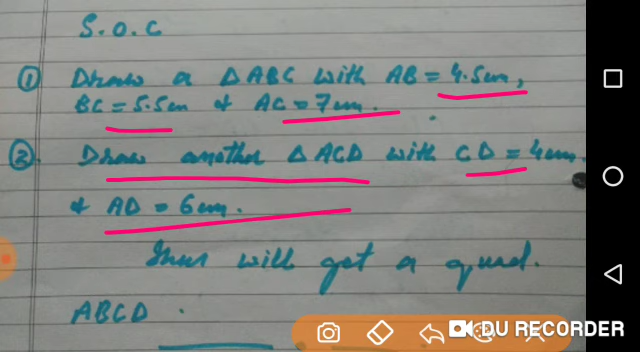 S.O.C
① Draw a △ABC with AB = 4.5cm,
BC = 5.5cm & AC = 7cm.
②. Draw another △ACD with CD = 4cm.
& AD = 6cm.
Thus will get a quad.
ABCD.
DU RECORDER